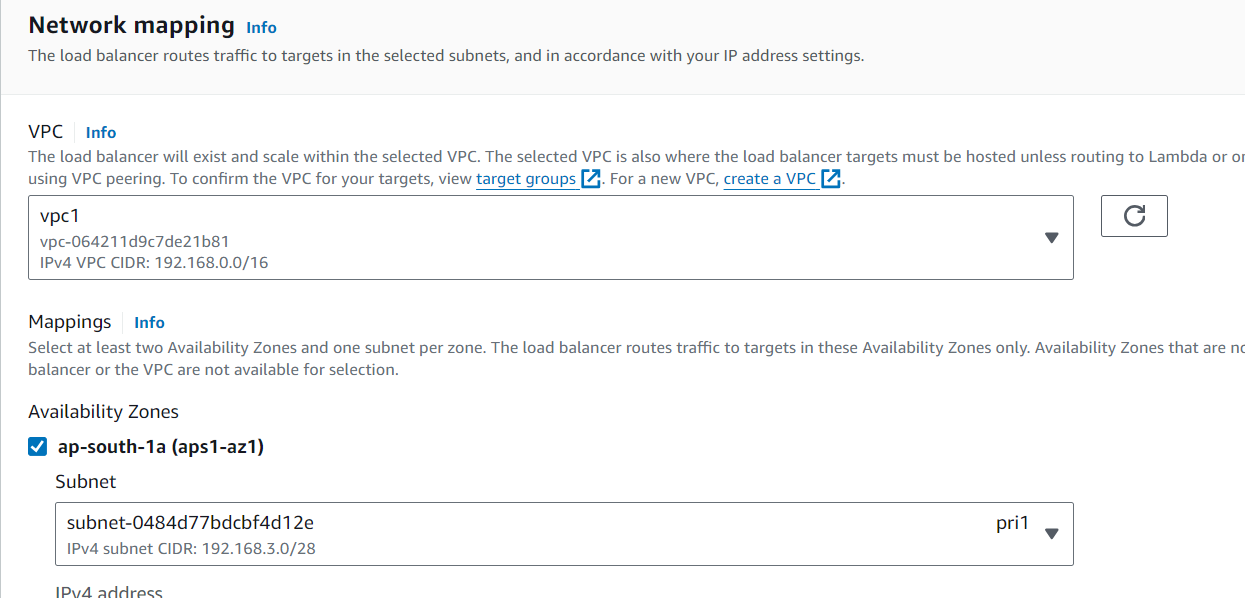 Network mapping Info
The load balancer routes traffic to targets in the selected subnets, and in accordance with your IP address settings.
VPC Info
The load balancer will exist and scale within the selected VPC. The selected VPC is also where the load balancer targets must be hosted unless routing to Lambda or
using VPC peering. To confirm the VPC for your targets, view target groups. For a new VPC, create a VPC.
vpc1
vpc-064211d9c7de21b81
IPv4 VPC CIDR: 192.168.0.0/16
Mappings Info
Select at least two Availability Zones and one subnet per zone. The load balancer routes traffic to targets in these Availability Zones only. Availability Zones that are
balancer or the VPC are not available for selection.
Availability Zones
ap-south-1a (aps1-az1)
Subnet
subnet-0484d77bdcbf4d12e pri1
IPv4 subnet CIDR: 192.168.3.0/28
IPv4 address